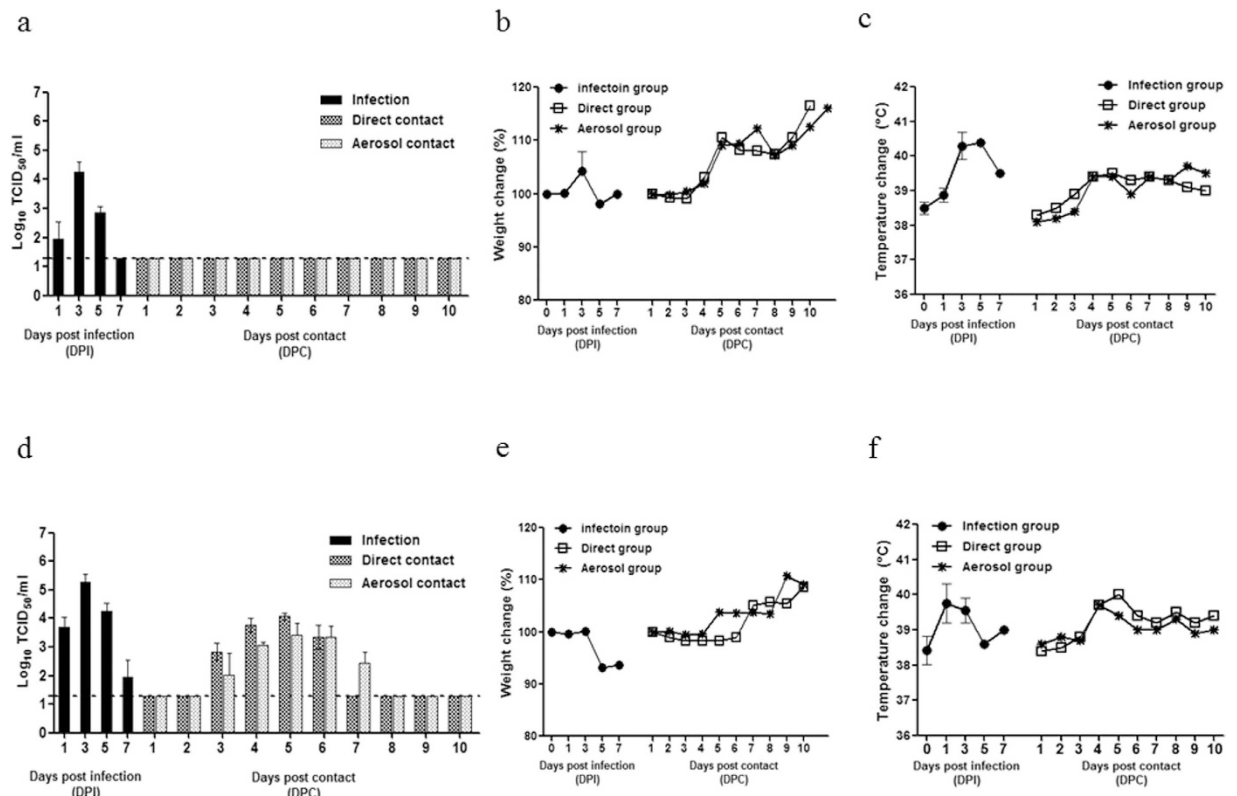 a
Log10 TCID50/ml
7
6
5
4
3
2
1
0
Infection
Direct contact
Aerosol contact
1 3 5 7 1 2 3 4 5 6 7 8 9 10
Days post infection
(DPI)
Days post contact
(DPC)
b
Weight change (%)
120
110
100
90
80
infectoin group
Direct group
Aerosol group
0 1 3 5 7 1 2 3 4 5 6 7 8 9 10
Days post infection
(DPI)
Days post contact
(DPC)
c
Temperature change (°C)
42
41
40
39
38
37
36
Infection group
Direct group
Aerosol group
0 1 3 5 7 1 2 3 4 5 6 7 8 9 10
Days post infection
(DPI)
Days post contact
(DPC)
d
Log10 TCID50/ml
7
6
5
4
3
2
1
0
Infection
Direct contact
Aerosol contact
1 3 5 7 1 2 3 4 5 6 7 8 9 10
Days post infection
(DPI)
Days post contact
(DPC)
e
Weight change (%)
120
110
100
90
80
infectoin group
Direct group
Aerosol group
0 1 3 5 7 1 2 3 4 5 6 7 8 9 10
Days post infection
(DPI)
Days post contact
(DPC)
f
Temperature change (°C)
42
41
40
39
38
37
36
Infection group
Direct group
Aerosol group
0 1 3 5 7 1 2 3 4 5 6 7 8 9 10
Days post infection
(DPI)
Days post contact
(DPC)